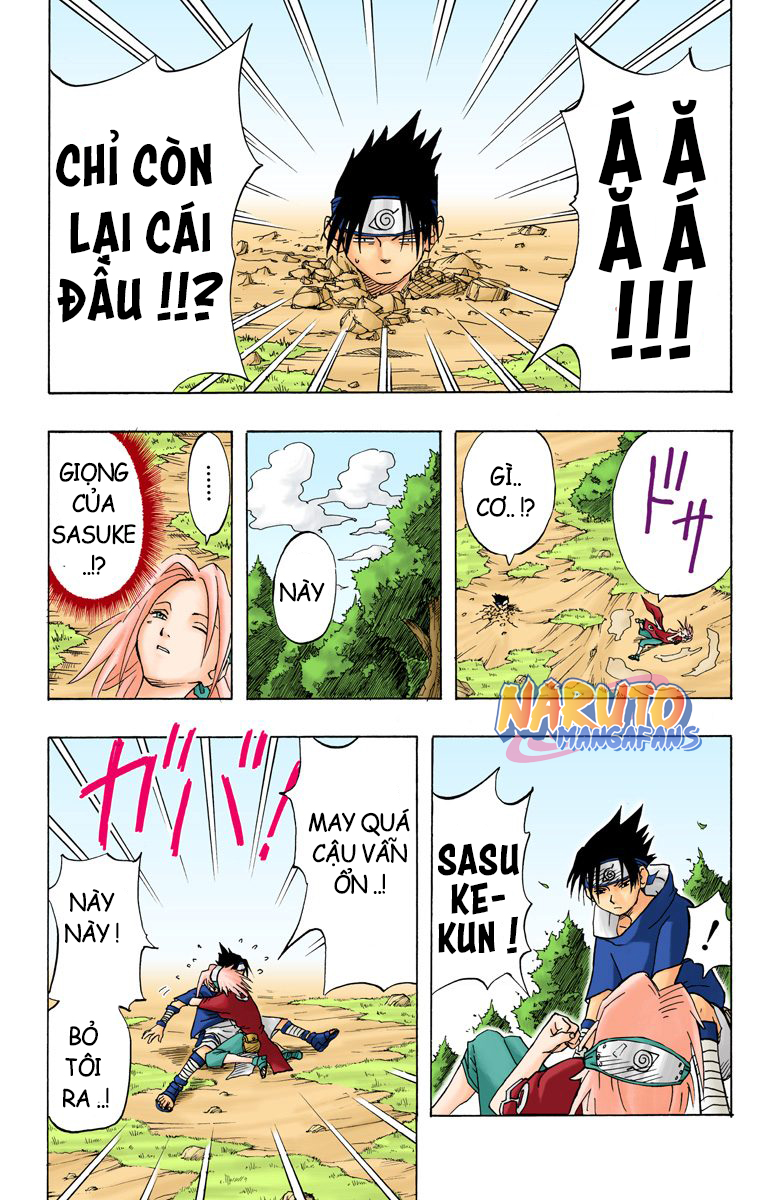 Á Ă
Ă Á
!!!
CHỈ CÒN
LẠI CÁI
ĐẦU !!!?
ドサ
GÌ..
CƠ.. !?
NÀY
........
GIỌNG
CỦA
SASUKE
..!?
NARUTO
MANGAFANS
!
SASU
KE-
KUN !
MAY QUÁ
CẬU VẪN
ỔN ..!
ガバ!
NÀY
NÀY !
BỎ
TÔI
RA ..!